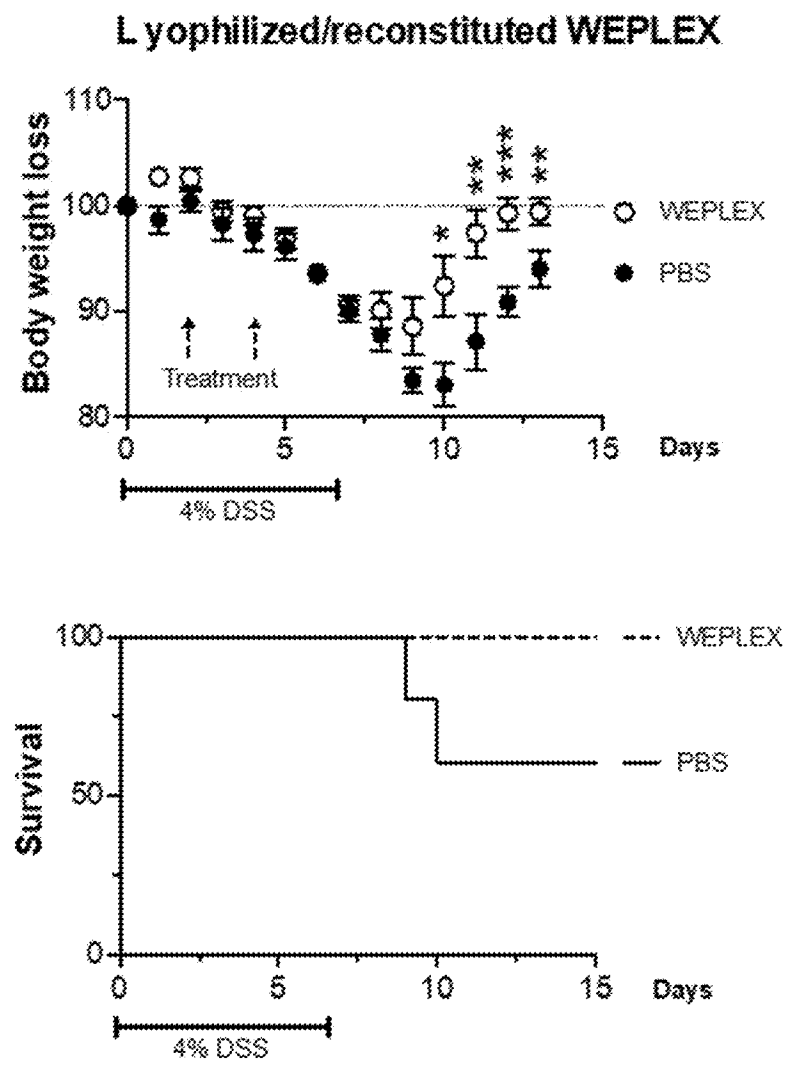 Lyophilized/reconstituted WEPLEX
Body weight loss
110
100
90
80
*
**
***
**
WEPLEX
PBS
Treatment
0 5 10 15 Days
4% DSS
Survival
100
50
0
WEPLEX
PBS
0 5 10 15 Days
4% DSS